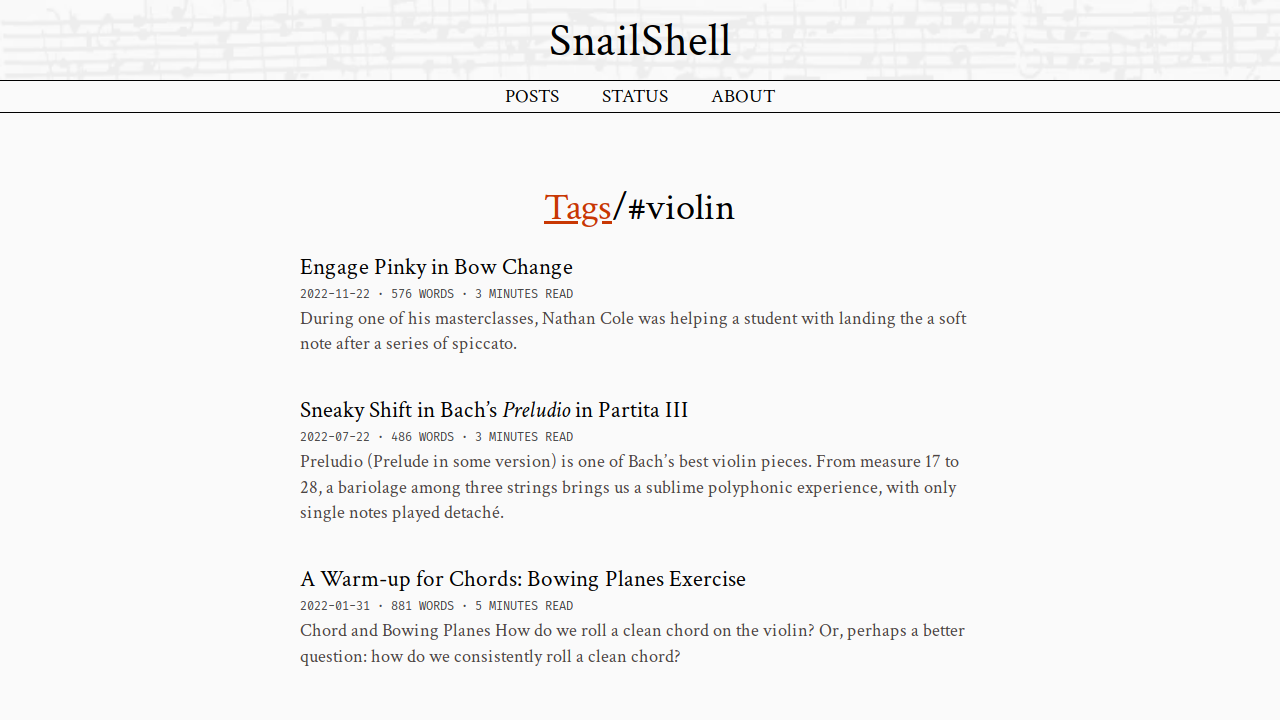 SnailShell
POSTS STATUS ABOUT
Tags/#violin
Engage Pinky in Bow Change
2022-11-22 · 576 WORDS · 3 MINUTES READ
During one of his masterclasses, Nathan Cole was helping a student with landing the a soft
note after a series of spiccato.
Sneaky Shift in Bach’s Preludio in Partita III
2022-07-22 · 486 WORDS · 3 MINUTES READ
Preludio (Prelude in some version) is one of Bach’s best violin pieces. From measure 17 to
28, a bariolage among three strings brings us a sublime polyphonic experience, with only
single notes played detaché.
A Warm-up for Chords: Bowing Planes Exercise
2022-01-31 · 881 WORDS · 5 MINUTES READ
Chord and Bowing Planes How do we roll a clean chord on the violin? Or, perhaps a better
question: how do we consistently roll a clean chord?